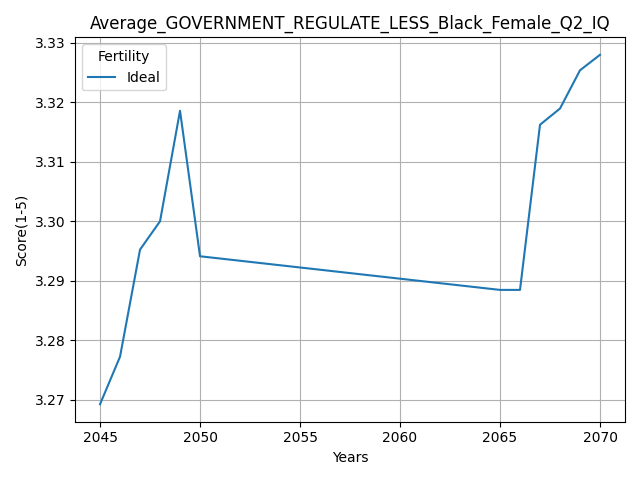 Average_GOVERNMENT_REGULATE_LESS_Black_Female_Q2_IQ
Fertility
Ideal
3.33
3.32
3.31
3.30
3.29
3.28
3.27
Score(1-5)
2045 2050 2055 2060 2065 2070
Years